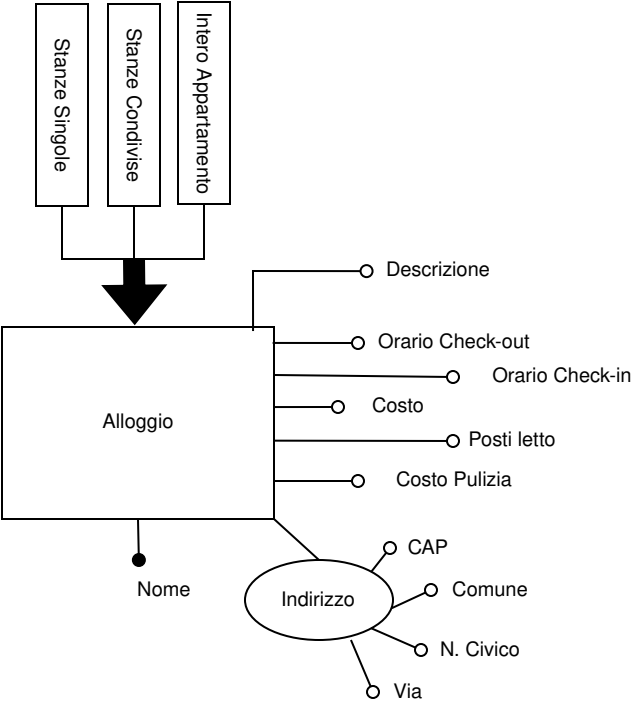 Stanze Singole
Stanze Condivise
Intero Appartamento
Descrizione
Orario Check-out
Orario Check-in
Costo
Alloggio
Posti letto
Costo Pulizia
CAP
Nome
Comune
Indirizzo
N. Civico
Via